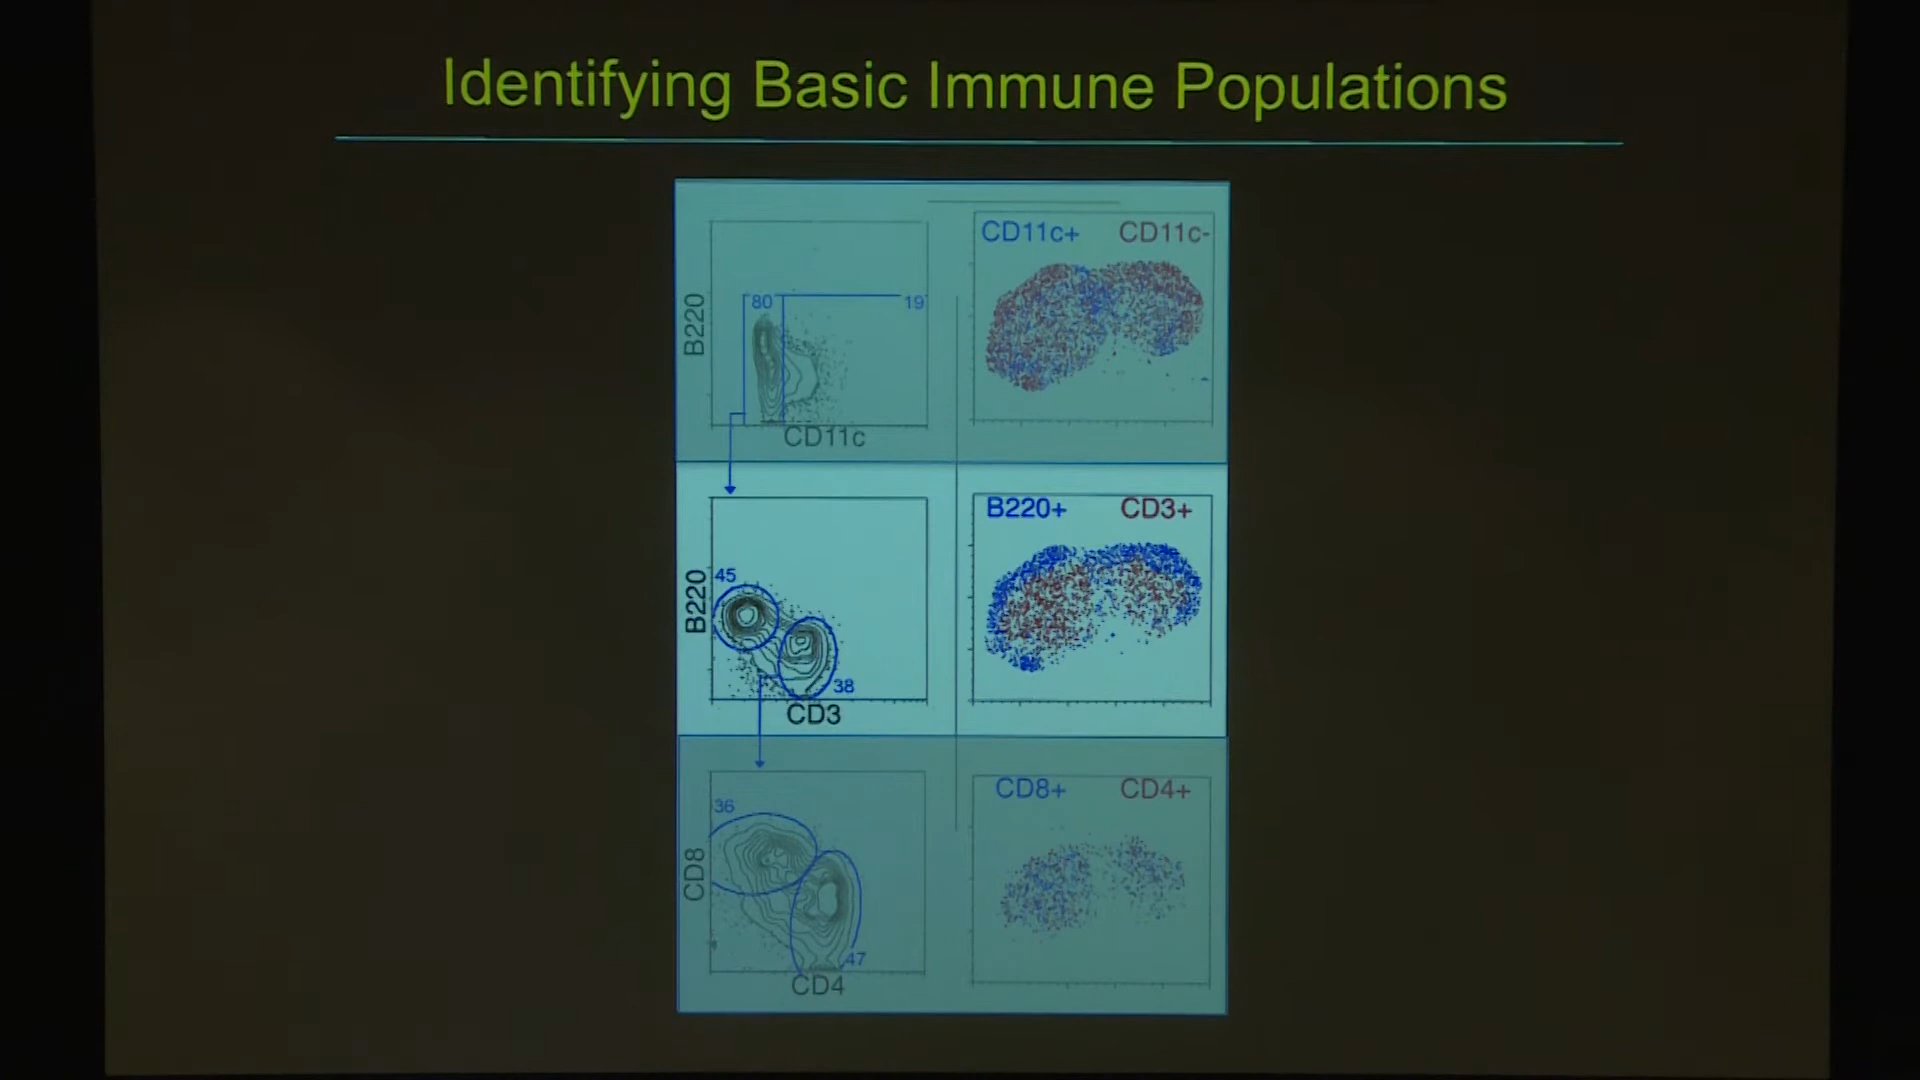 Identifying Basic Immune Populations
CD11c+ CD11c-
80 19
B220
CD11c
B220+ CD3+
45
B220
38
CD3
CD8+ CD4+
36
CD8
47
CD4